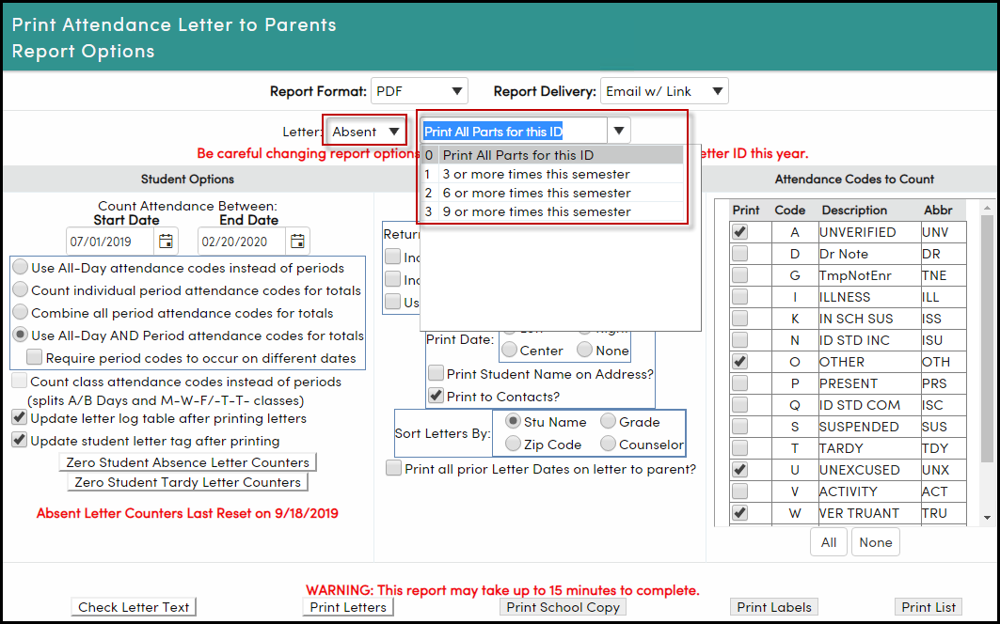 Print Attendance Letter to Parents
Report Options
Report Format: PDF Report Delivery: Email w/ Link
Letter: Absent Print All Parts for this ID
0 Print All Parts for this ID
1 3 or more times this semester
2 6 or more times this semester
3 9 or more times this semester
Be careful changing report options etter ID this year.
Student Options
Count Attendance Between:
Start Date End Date
07/01/2019 02/20/2020
Use All-Day attendance codes instead of periods
Count individual period attendance codes for totals
Combine all period attendance codes for totals
Use All-Day AND Period attendance codes for totals
Require period codes to occur on different dates
Count class attendance codes instead of periods
(splits A/B Days and M-W-F/-T-T- classes)
Update letter log table after printing letters
Update student letter tag after printing
Zero Student Absence Letter Counters
Zero Student Tardy Letter Counters
Absent Letter Counters Last Reset on 9/18/2019
Retur
Inc
Inc
Us
Print Date:
Center None
Print Student Name on Address?
Print to Contacts?
Sort Letters By: Stu Name Grade
Zip Code Counselor
Print all prior Letter Dates on letter to parent?
Attendance Codes to Count
Print Code Description Abbr
A UNVERIFIED UNV
D Dr Note DR
G TmpNotEnr TNE
I ILLNESS ILL
K IN SCH SUS ISS
N ID STD INC ISU
O OTHER OTH
P PRESENT PRS
Q ID STD COM ISC
S SUSPENDED SUS
T TARDY TDY
U UNEXCUSED UNX
V ACTIVITY ACT
W VER TRUANT TRU
All None
WARNING: This report may take up to 15 minutes to complete.
Check Letter Text Print Letters Print School Copy Print Labels Print List